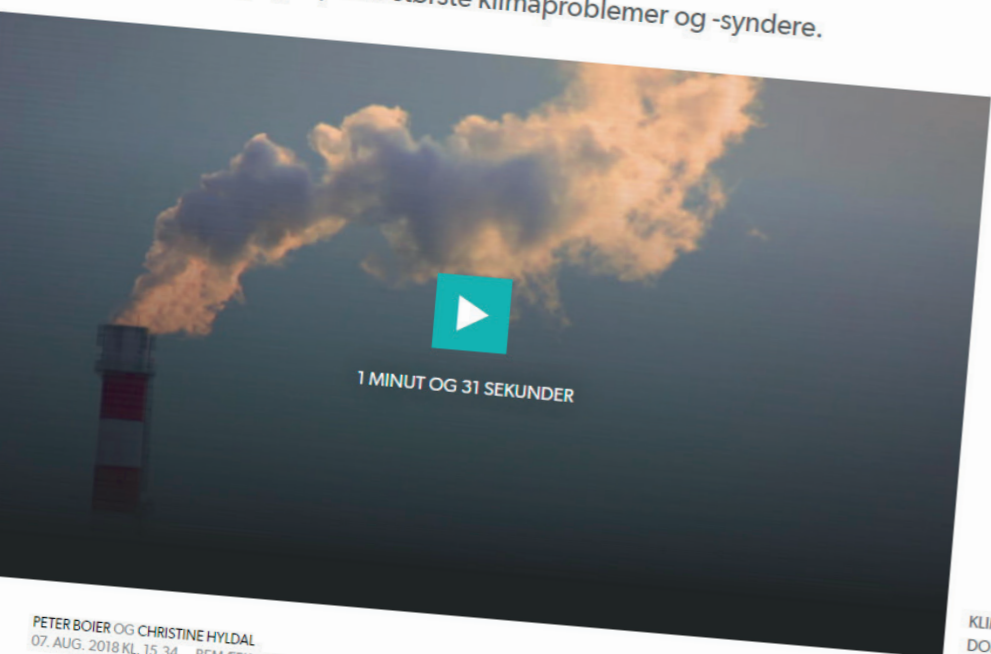 klimaproblemer og -syndere.
1 MINUT OG 31 SEKUNDER
PETER BOIER OG CHRISTINE HYLDAL
07. AUG. 2018 KL. 15.34